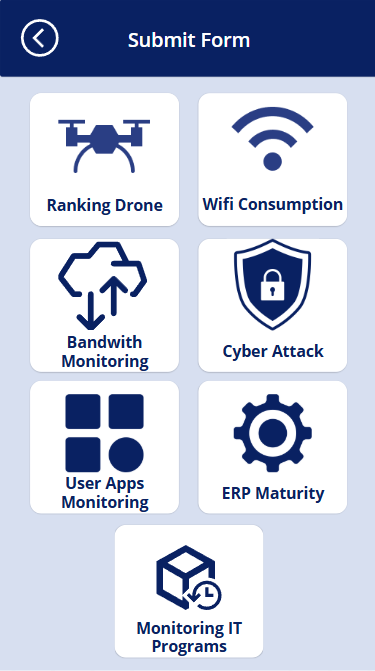 Submit Form
Ranking Drone
Wifi Consumption
Bandwith
Monitoring
Cyber Attack
User Apps
Monitoring
ERP Maturity
Monitoring IT
Programs